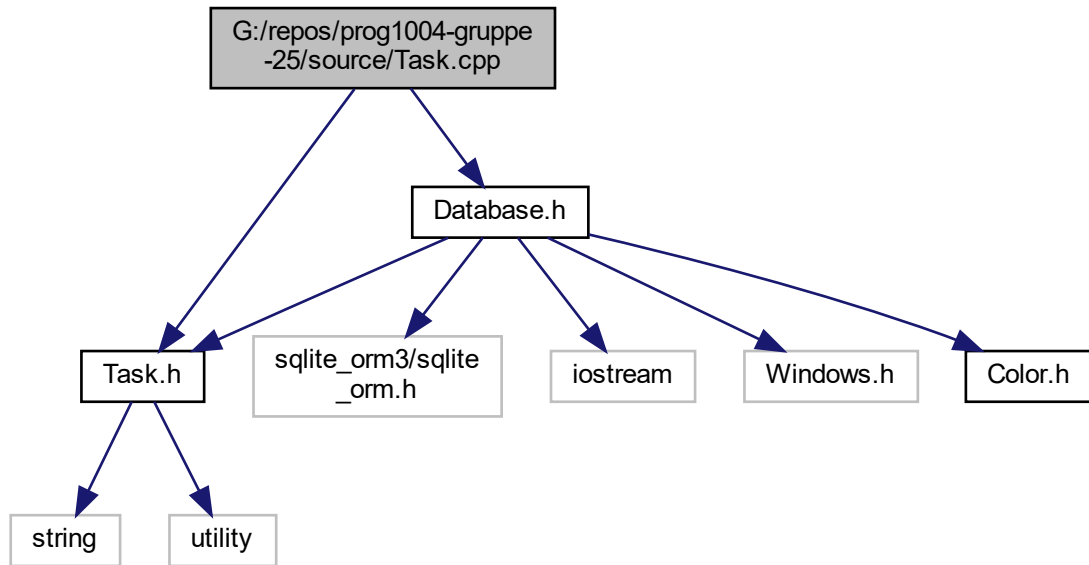 G:/repos/prog1004-gruppe
-25/source/Task.cpp
Database.h
Task.h
sqlite_orm3/sqlite
_orm.h
iostream
Windows.h
Color.h
string
utility